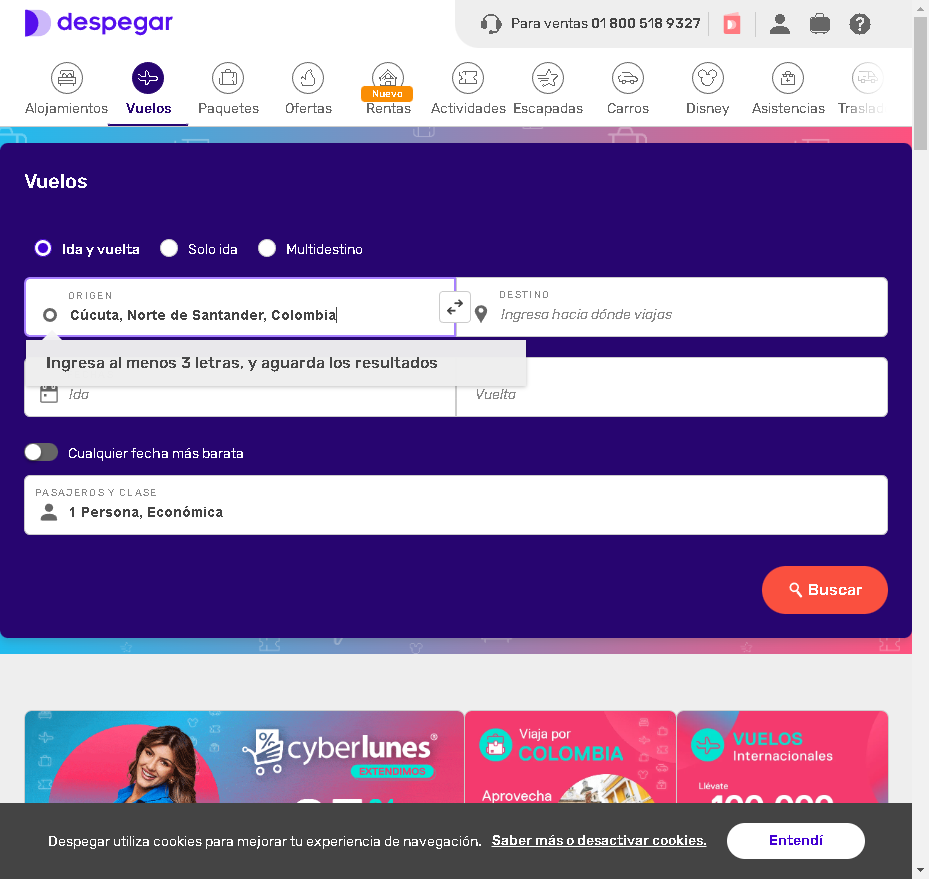 despegar
Para ventas 01 800 518 9327
Alojamientos
Vuelos
Paquetes
Ofertas
Nuevo
Rentas
Actividades
Escapadas
Carros
Disney
Asistencias
Traslad
Vuelos
Ida y vuelta
Solo ida
Multidestino
ORIGEN
Cúcuta, Norte de Santander, Colombia
DESTINO
Ingresa hacia dónde viajas
Ingresa al menos 3 letras, y aguarda los resultados
Ida
Vuelta
Cualquier fecha más barata
PASAJEROS Y CLASE
1 Persona, Económica
Buscar
cyberlunes®
EXTENDIMOS
Viaja por
COLOMBIA
Aprovecha
VUELOS
Internacionales
Llévate
Despegar utiliza cookies para mejorar tu experiencia de navegación. Saber más o desactivar cookies.
Entendí